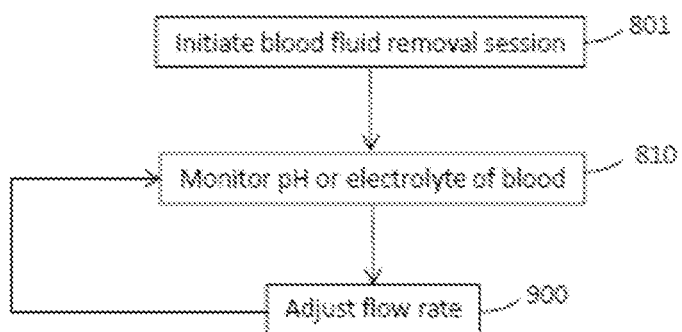 Initiate blood fluid removal session
801
Monitor pH or electrolyte of blood
810
Adjust flow rate
900